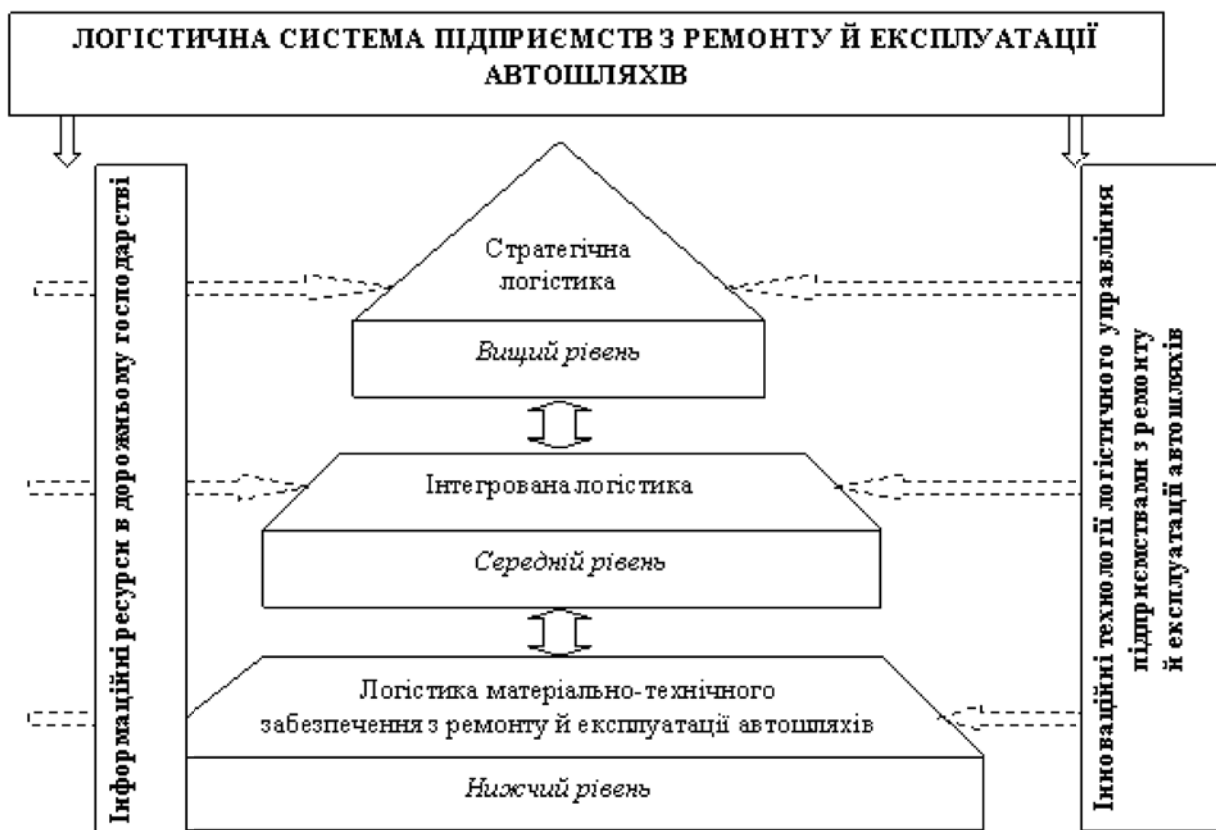 ЛОГІСТИЧНА СИСТЕМА ПІДПРИЄМСТВ З РЕМОНТУ Й ЕКСПЛУАТАЦІЇ
АВТОШЛЯХІВ
Інформаційні ресурси в дорожньому господарстві
Стратегічна
логістика
Вищий рівень
Інтегрована логістика
Середній рівень
Логістика матеріально-технічного
забезпечення з ремонту й експлуатації автошляхів
Нижчий рівень
Інноваційні технології логістичного управління
підприємствами з ремонту
й експлуатації автошляхів